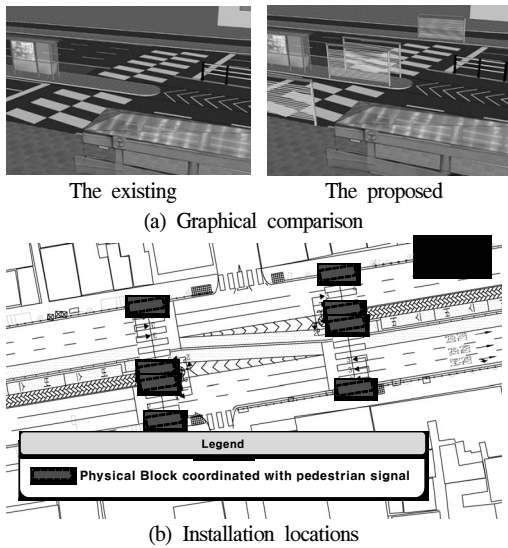 The existing
The proposed
(a) Graphical comparison
Legend
Physical Block coordinated with pedestrian signal
(b) Installation locations